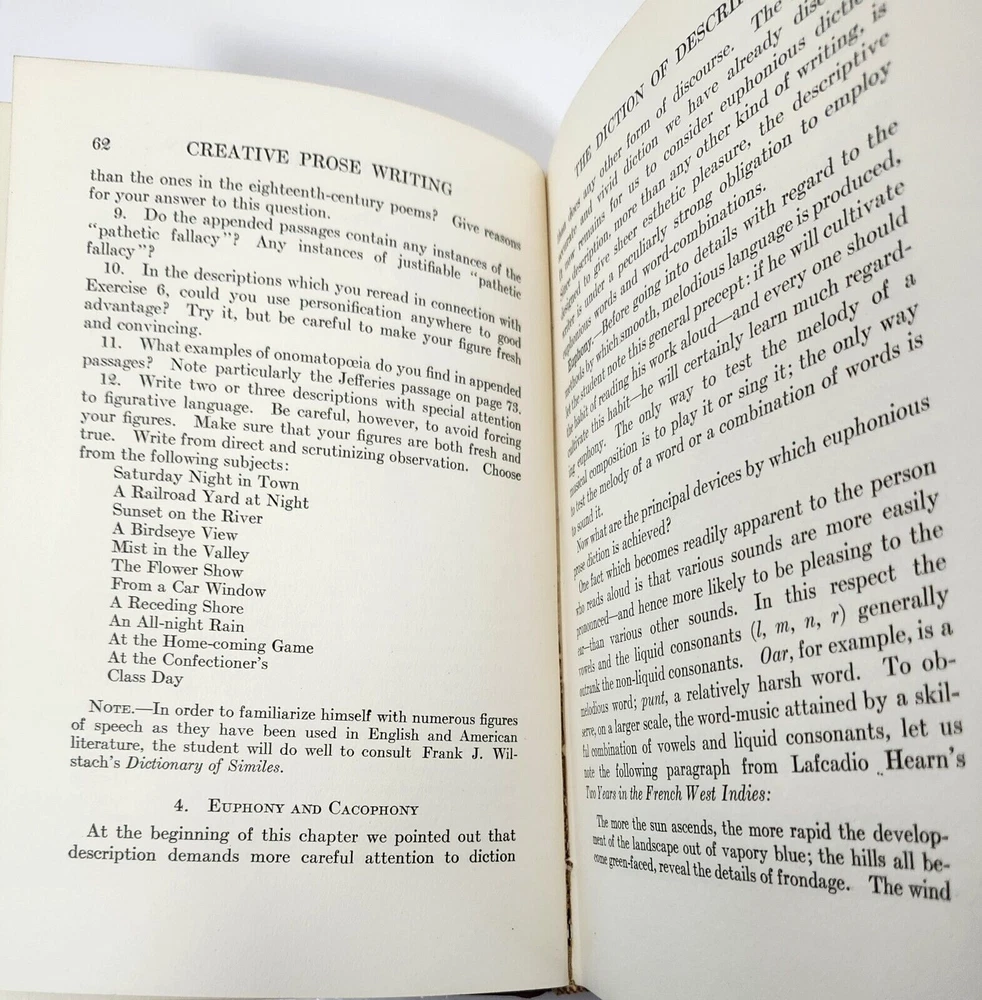 62
CREATIVE PROSE WRITING
than the ones in the eighteenth-century poems? Give reasons
for your answer to this question.
9. Do the appended passages contain any instances of the
“pathetic fallacy”? Any instances of justifiable “pathetic
fallacy”?
10. In the descriptions which you reread in connection with
Exercise 6, could you use personification anywhere to good
advantage? Try it, but be careful to make your figure fresh
and convincing.
11. What examples of onomatopœia do you find in appended
passages? Note particularly the Jefferies passage on page 73.
12. Write two or three descriptions with special attention
to figurative language. Be careful, however, to avoid forcing
your figures. Make sure that your figures are both fresh and
true. Write from direct and scrutinizing observation. Choose
from the following subjects:
Saturday Night in Town
A Railroad Yard at Night
Sunset on the River
A Birdseye View
Mist in the Valley
The Flower Show
From a Car Window
A Receding Shore
An All-night Rain
At the Home-coming Game
At the Confectioner's
Class Day
NOTE.—In order to familiarize himself with numerous figures
of speech as they have been used in English and American
literature, the student will do well to consult Frank J. Wil-
stach's Dictionary of Similes.
4. EUPHONY AND CACOPHONY
At the beginning of this chapter we pointed out that
description demands more careful attention to diction
THE DICTION OF
than does any other form of discourse. The
accurate and vivid diction we have already
it now remains for us to consider euphonious
Since description, more than any other kind of writing, is
designed to give sheer esthetic pleasure, the descriptive
writer is under a peculiarly strong obligation to employ
euphonious words and word-combinations.
Euphony.—Before going into details with regard to the
methods by which smooth, melodious language is produced,
let the student note this general precept: if he will cultivate
the habit of reading his work aloud—and every one should
cultivate this habit—he will certainly learn much regard-
ing euphony. The only way to test the melody of a
musical composition is to play it or sing it; the only way
to test the melody of a word or a combination of words is
to sound it.
Now what are the principal devices by which euphonious
prose diction is achieved?
One fact which becomes readily apparent to the person
who reads aloud is that various sounds are more easily
pronounced—and hence more likely to be pleasing to the
ear—than various other sounds. In this respect the
vowels and the liquid consonants (l, m, n, r) generally
outrank the non-liquid consonants. Oar, for example, is a
melodious word; punt, a relatively harsh word. To ob-
serve, on a larger scale, the word-music attained by a skil-
ful combination of vowels and liquid consonants, let us
note the following paragraph from Lafcadio Hearn's
Two Years in the French West Indies:
The more the sun ascends, the more rapid the develop-
ment of the landscape out of vapory blue; the hills all be-
come green-faced, reveal the details of frondage. The wind